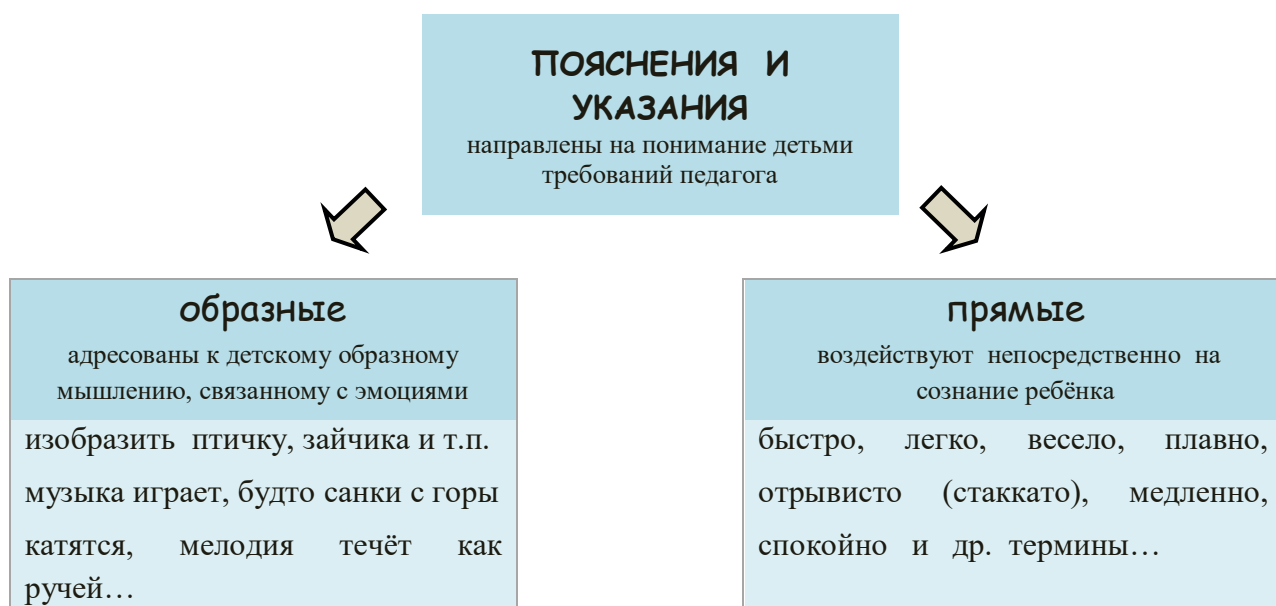 ПОЯСНЕНИЯ И
УКАЗАНИЯ
направлены на понимание детьми
требований педагога
образные
адресованы к детскому образному
мышлению, связанному с эмоциями
изобразить птичку, зайчика и т.п.
музыка играет, будто санки с горы
катятся, мелодия течёт как
ручей…
прямые
воздействуют непосредственно на
сознание ребёнка
быстро, легко, весело, плавно,
отрывисто (стаккато), медленно,
спокойно и др. термины…